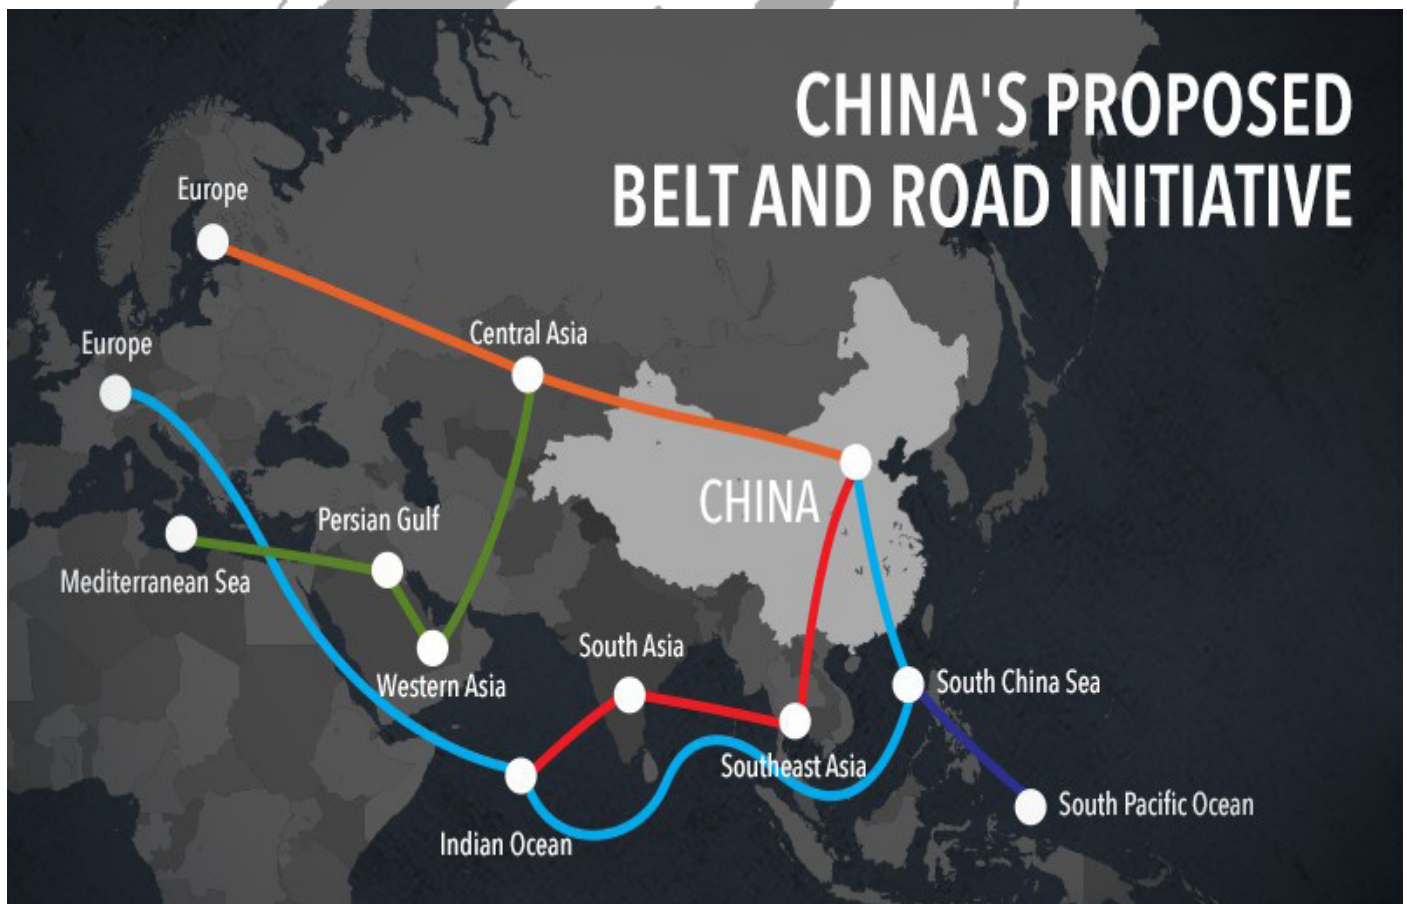 CHINA'S PROPOSED
BELT AND ROAD INITIATIVE
Europe
Europe
Central Asia
CHINA
Persian Gulf
Mediterranean Sea
South Asia
Western Asia
South China Sea
Southeast Asia
South Pacific Ocean
Indian Ocean